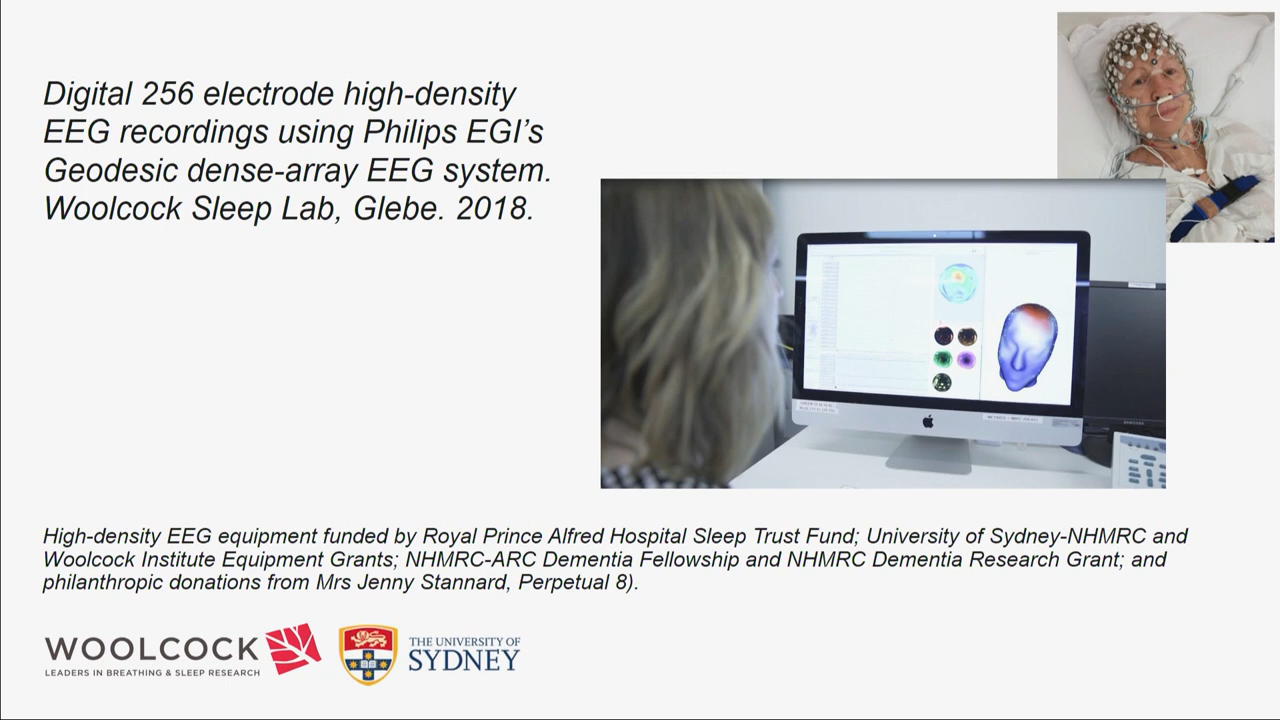 Digital 256 electrode high-density
EEG recordings using Philips EGI’s
Geodesic dense-array EEG system.
Woolcock Sleep Lab, Glebe. 2018.
High-density EEG equipment funded by Royal Prince Alfred Hospital Sleep Trust Fund; University of Sydney-NHMRC and
Woolcock Institute Equipment Grants; NHMRC-ARC Dementia Fellowship and NHMRC Dementia Research Grant; and
philanthropic donations from Mrs Jenny Stannard, Perpetual 8).
WOOLCOCK
LEADERS IN BREATHING & SLEEP RESEARCH
THE UNIVERSITY OF
SYDNEY